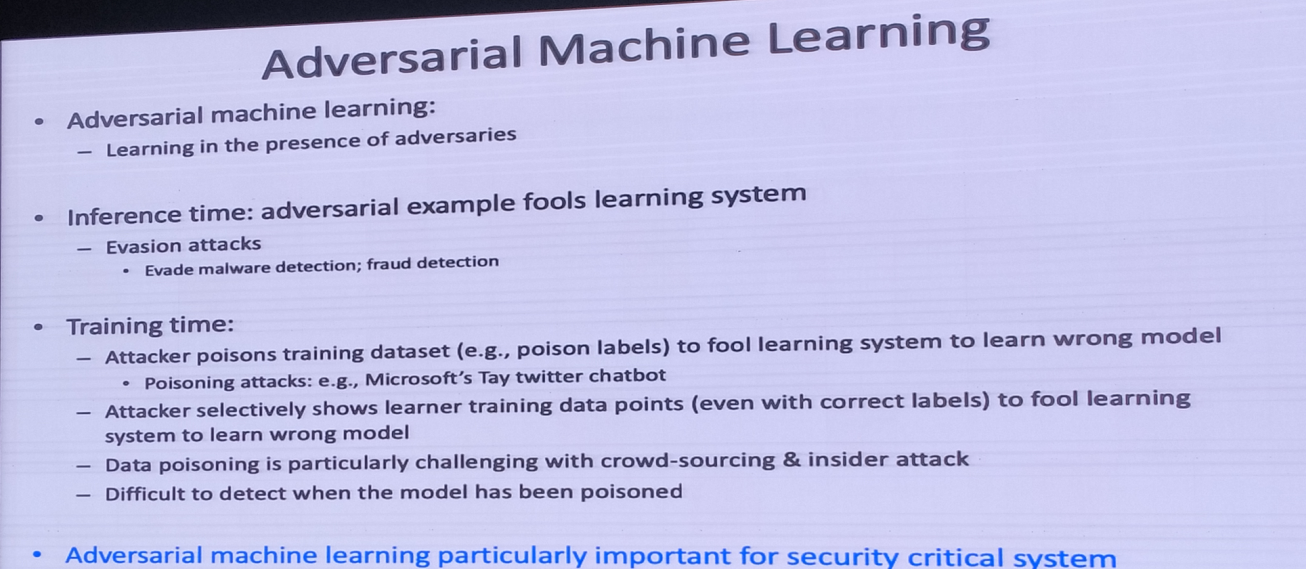 Adversarial Machine Learning
• Adversarial machine learning:
– Learning in the presence of adversaries
• Inference time: adversarial example fools learning system
– Evasion attacks
• Evade malware detection; fraud detection
• Training time:
– Attacker poisons training dataset (e.g., poison labels) to fool learning system to learn wrong model
• Poisoning attacks: e.g., Microsoft's Tay twitter chatbot
– Attacker selectively shows learner training data points (even with correct labels) to fool learning
system to learn wrong model
– Data poisoning is particularly challenging with crowd-sourcing & insider attack
– Difficult to detect when the model has been poisoned
• Adversarial machine learning particularly important for security critical system